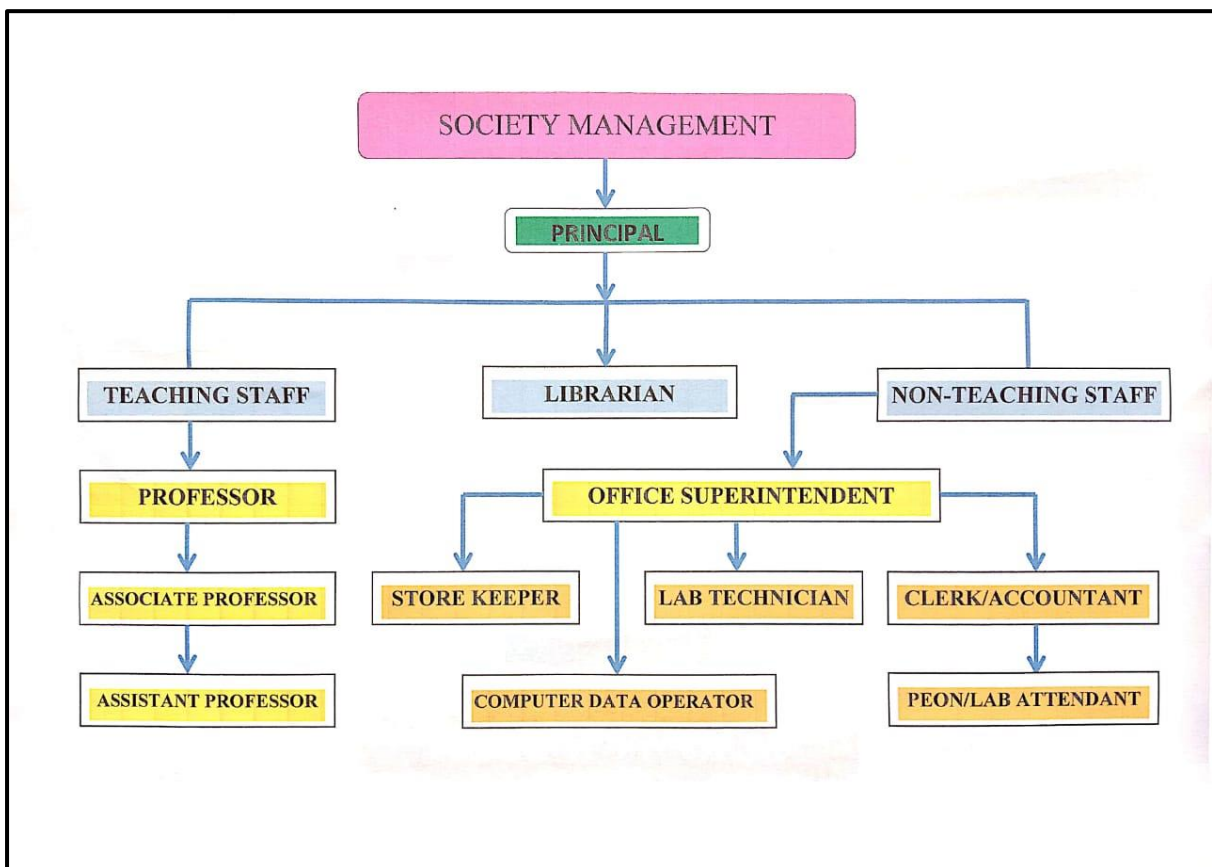 SOCIETY MANAGEMENT
PRINCIPAL
TEACHING STAFF
LIBRARIAN
NON-TEACHING STAFF
PROFESSOR
OFFICE SUPERINTENDENT
ASSOCIATE PROFESSOR
STORE KEEPER
LAB TECHNICIAN
CLERK/ACCOUNTANT
ASSISTANT PROFESSOR
COMPUTER DATA OPERATOR
PEON/LAB ATTENDANT